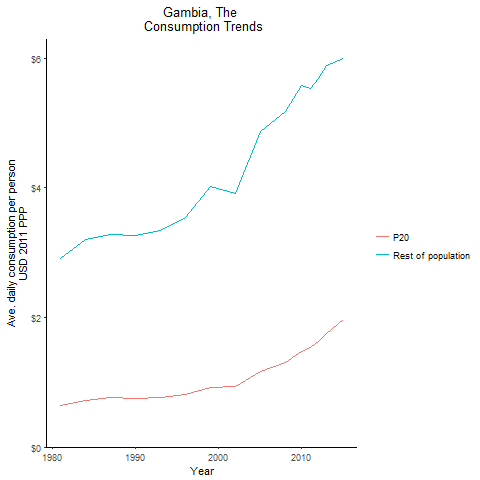 Gambia, The
Consumption Trends
$6
$4
$2
$0
Ave. daily consumption per person
USD 2011 PPP
1980
1990
2000
2010
Year
P20
Rest of population